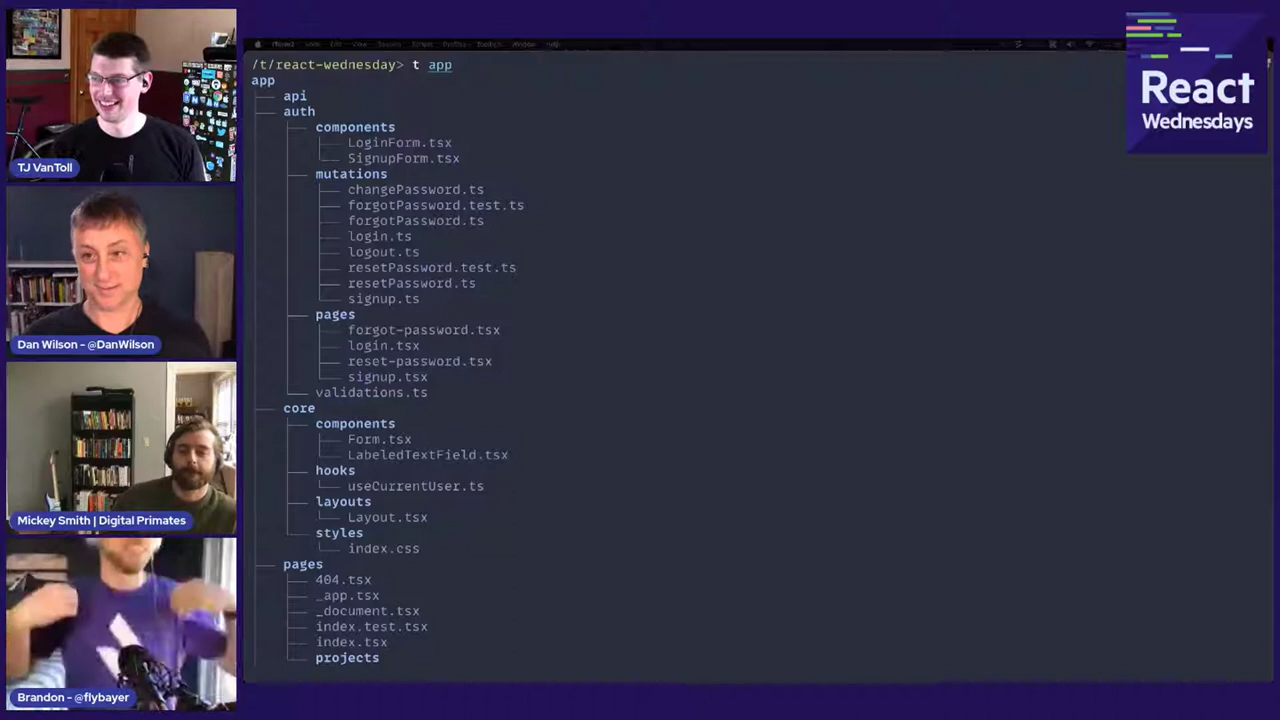 TJ VanToll
Dan Wilson - @DanWilson
Mickey Smith | Digital Primates
Brandon - @flybayer
React
Wednesdays
/t/react-wednesday> t app
app
api
auth
components
LoginForm.tsx
SignupForm.tsx
mutations
changePassword.ts
forgotPassword.test.ts
forgotPassword.ts
login.ts
logout.ts
resetPassword.test.ts
resetPassword.ts
signup.ts
pages
forgot-password.tsx
login.tsx
reset-password.tsx
signup.tsx
validations.ts
core
components
Form.tsx
LabeledTextField.tsx
hooks
useCurrentUser.ts
layouts
Layout.tsx
styles
index.css
pages
404.tsx
_app.tsx
_document.tsx
index.test.tsx
index.tsx
projects